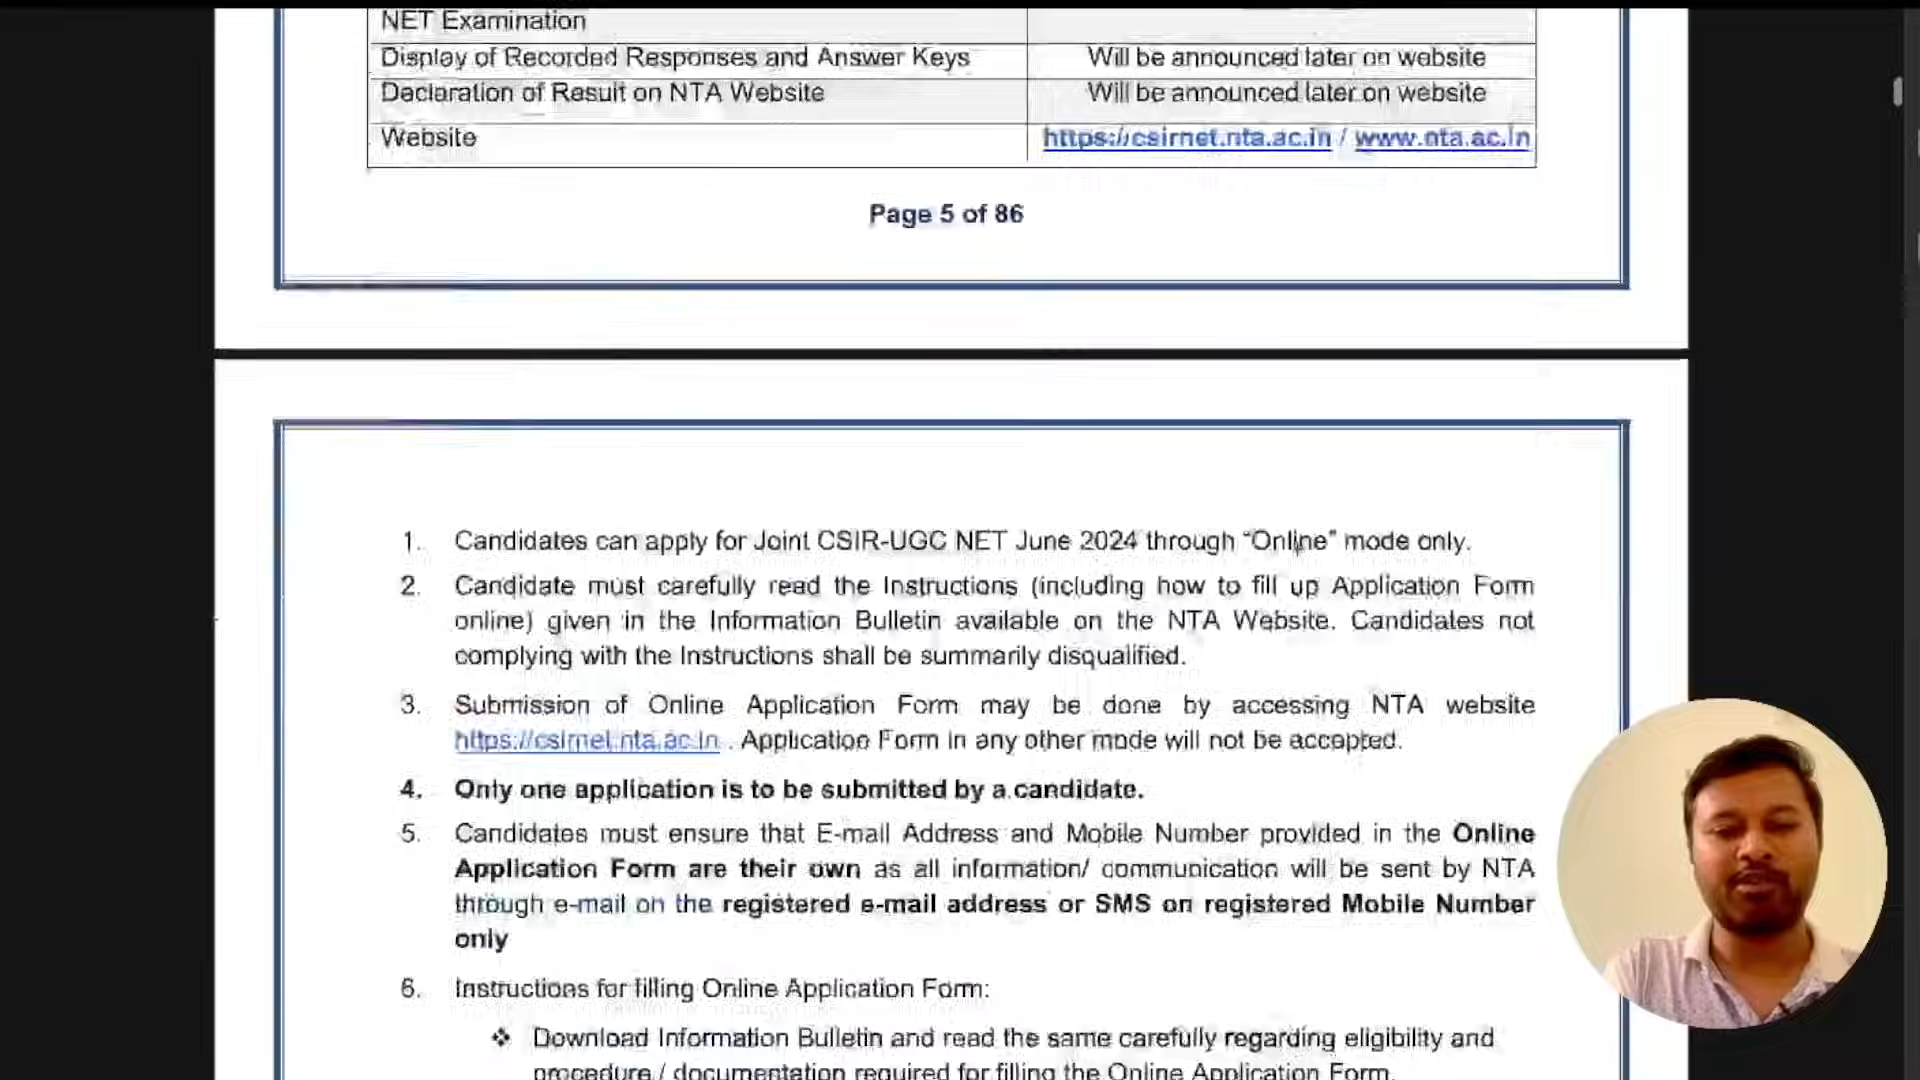 NET Examination
Display of Recorded Responses and Answer Keys Will be announced later on website
Declaration of Result on NTA Website Will be announced later on website
Website https://csirnet.nta.ac.in / www.nta.ac.in
Page 5 of 86
1. Candidates can apply for Joint CSIR-UGC NET June 2024 through “Online” mode only.
2. Candidate must carefully read the Instructions (including how to fill up Application Form
online) given in the Information Bulletin available on the NTA Website. Candidates not
complying with the Instructions shall be summarily disqualified.
3. Submission of Online Application Form may be done by accessing NTA website
https://csirnet.nta.ac.in . Application Form in any other mode will not be accepted.
4. Only one application is to be submitted by a candidate.
5. Candidates must ensure that E-mail Address and Mobile Number provided in the Online
Application Form are their own as all information/ communication will be sent by NTA
through e-mail on the registered e-mail address or SMS on registered Mobile Number
only
6. Instructions for filling Online Application Form:
❖ Download Information Bulletin and read the same carefully regarding eligibility and
procedure / documentation required for filling the Online Application Form.